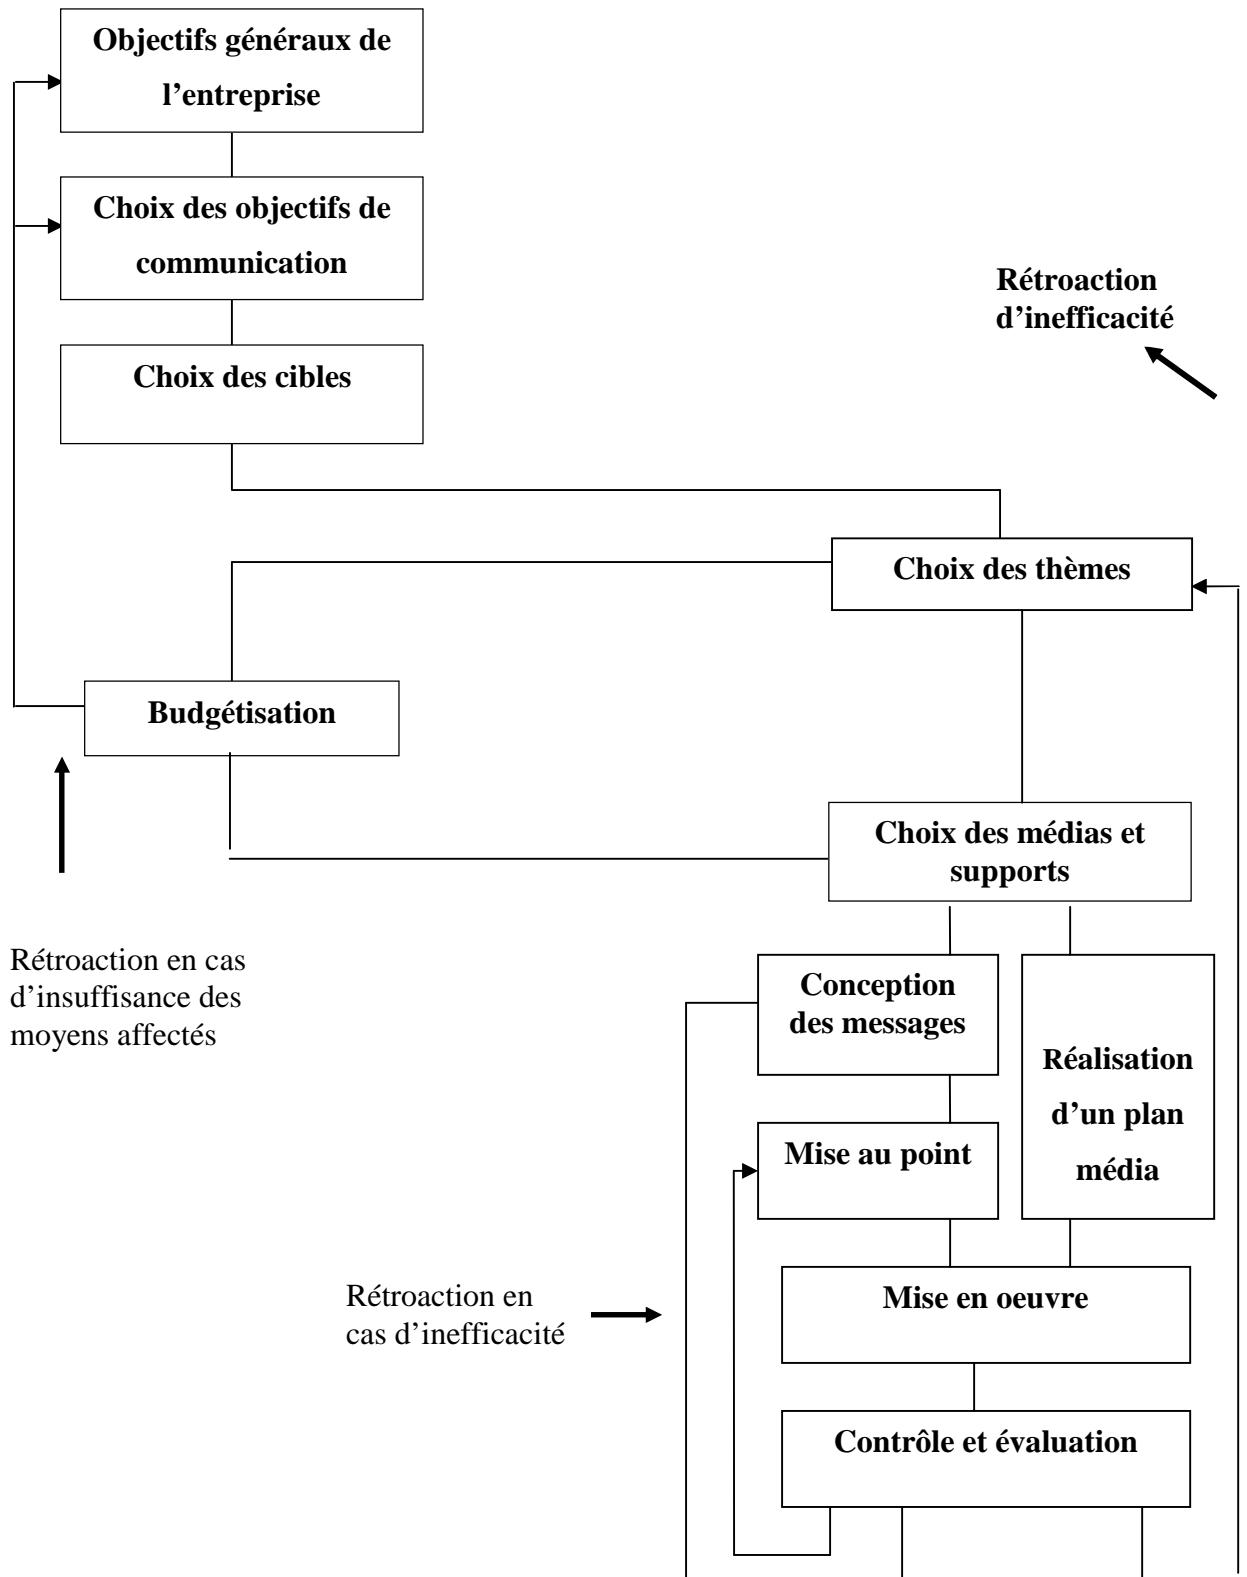 Objectifs généraux de
l’entreprise
Choix des objectifs de
communication
Rétroaction
d’inefficacité
Choix des cibles
Choix des thèmes
Budgétisation
Choix des médias et
supports
Rétroaction en cas
d’insuffisance des
moyens affectés
Conception
des messages
Réalisation
d’un plan
média
Mise au point
Rétroaction en
cas d’inefficacité
Mise en oeuvre
Contrôle et évaluation